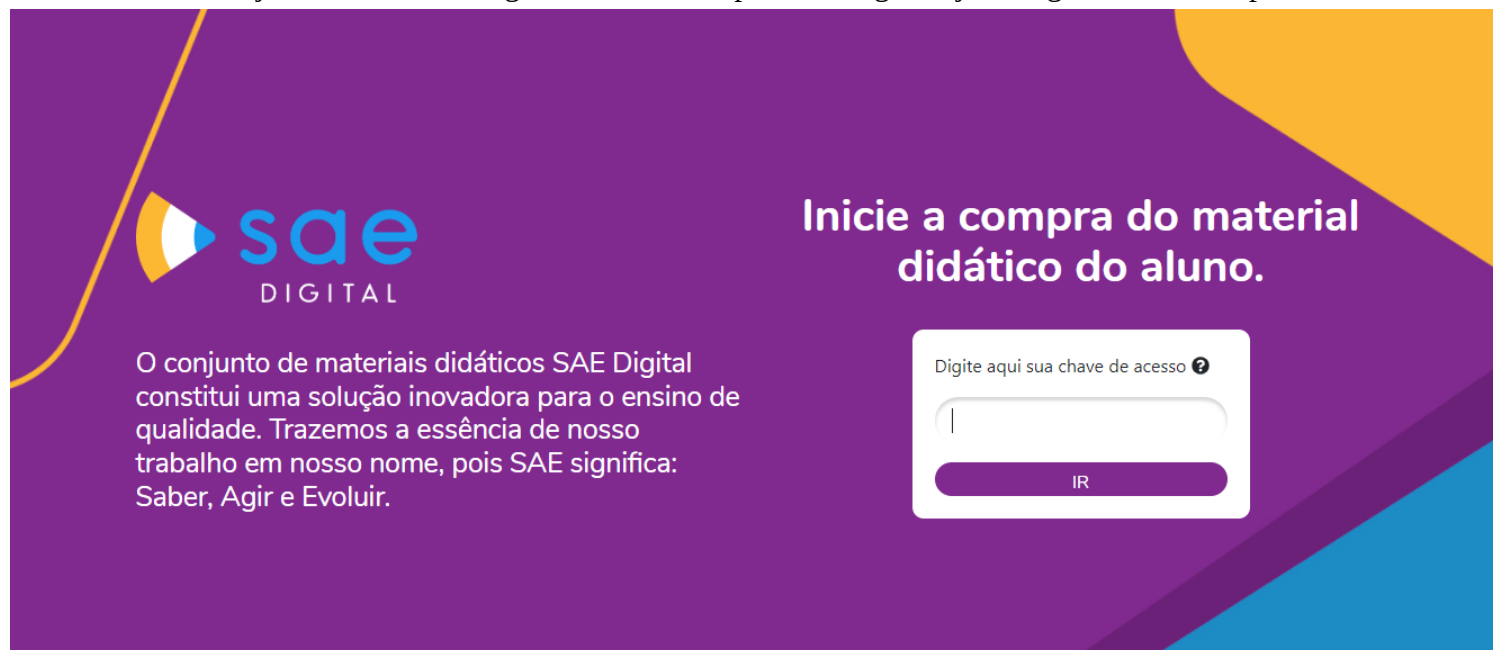 sae
DIGITAL
O conjunto de materiais didáticos SAE Digital
constitui uma solução inovadora para o ensino de
qualidade. Trazemos a essência de nosso
trabalho em nosso nome, pois SAE significa:
Saber, Agir e Evoluir.
Inicie a compra do material
didático do aluno.
Digite aqui sua chave de acesso ?
IR